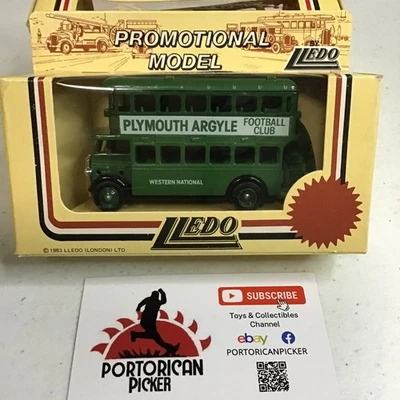 PROMOTIONAL
MODEL
BY
LLEDO
PLYMOUTH ARGYLE
FOOTBALL
CLUB
WESTERN NATIONAL
LLEDO
© 1983 LLEDO (LONDON) LTD.
SUBSCRIBE
Toys & Collectibles
Channel
ebay
PORTORICANPICKER
PORTORICAN
PICKER